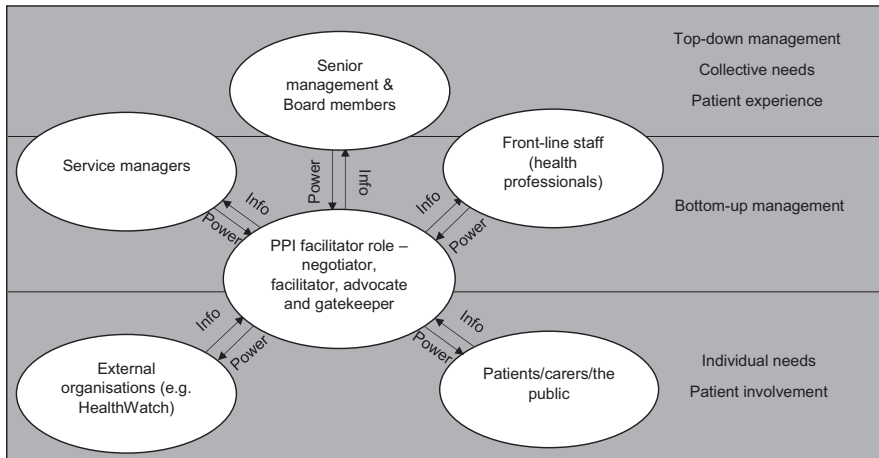 Top-down management
Collective needs
Patient experience
Senior
management &
Board members
Service managers
Front-line staff
(health
professionals)
Power
Info
Info
Power
Info
Power
Bottom-up management
PPI facilitator role –
negotiator,
facilitator, advocate
and gatekeeper
Info
Power
Info
Power
External
organisations (e.g.
HealthWatch)
Patients/carers/the
public
Individual needs
Patient involvement